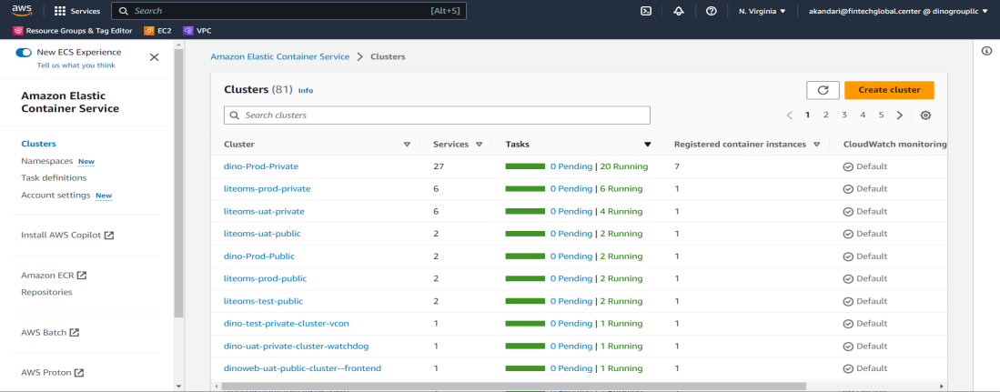 aws
Services
Search
[Alt+S]
N. Virginia
akandari@fintechglobal.center @ dinogroupllc
Resource Groups & Tag Editor
EC2
VPC
New ECS Experience
Tell us what you think
Amazon Elastic
Container Service
Clusters
Namespaces New
Task definitions
Account settings New
Install AWS Copilot
Amazon ECR
Repositories
AWS Batch
AWS Proton
Amazon Elastic Container Service > Clusters
Clusters (81) Info
Create cluster
Search clusters
1 2 3 4 5
Cluster Services Tasks Registered container instances CloudWatch monitoring
dino-Prod-Private 27 0 Pending | 20 Running 7 Default
liteoms-prod-private 6 0 Pending | 6 Running 1 Default
liteoms-uat-private 6 0 Pending | 4 Running 1 Default
liteoms-uat-public 2 0 Pending | 2 Running 1 Default
dino-Prod-Public 2 0 Pending | 2 Running 1 Default
liteoms-prod-public 2 0 Pending | 2 Running 1 Default
liteoms-test-public 2 0 Pending | 2 Running 1 Default
dino-test-private-cluster-vcon 1 0 Pending | 1 Running 1 Default
dino-uat-private-cluster-watchdog 1 0 Pending | 1 Running 1 Default
dinoweb-uat-public-cluster--frontend 1 0 Pending | 1 Running 1 Default